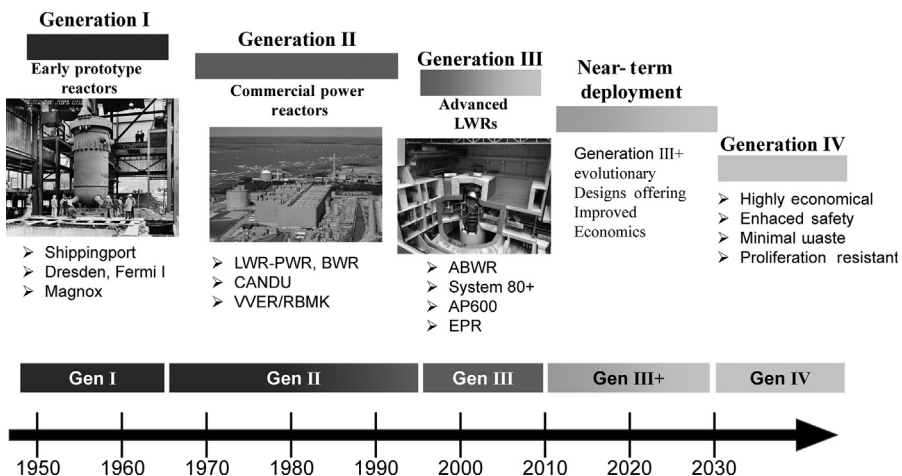 Generation I
Early prototype
reactors
Shippingport
Dresden, Fermi I
Magnox
Generation II
Commercial power
reactors
LWR-PWR, BWR
CANDU
VVER/RBMK
Generation III
Advanced
LWRs
ABWR
System 80+
AP600
EPR
Near-term
deployment
Generation III+
evolutionary
Designs offering
Improved
Economics
Generation IV
Highly economical
Enhaced safety
Minimal uaste
Proliferation resistant
Gen I
Gen II
Gen III
Gen III+
Gen IV
1950
1960
1970
1980
1990
2000
2010
2020
2030